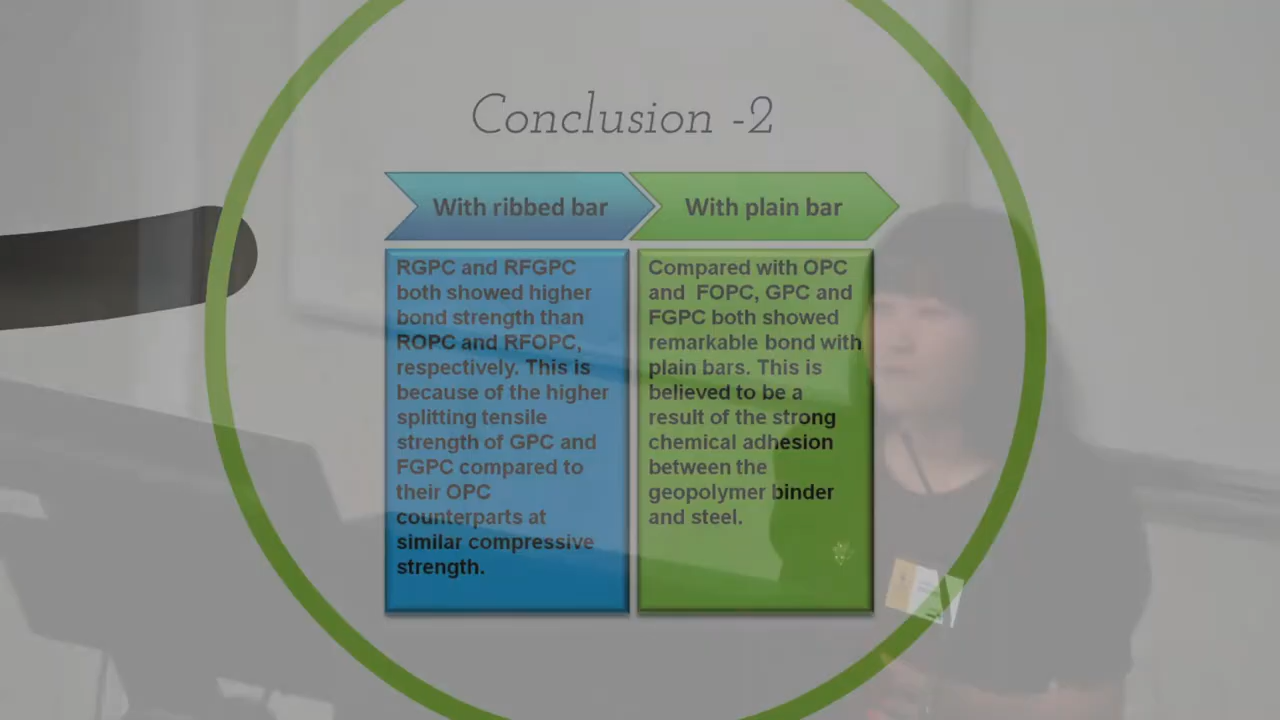 Conclusion -2
With ribbed bar
With plain bar
RGPC and RFGPC
both showed higher
bond strength than
ROPC and RFOPC,
respectively. This is
because of the higher
splitting tensile
strength of GPC and
FGPC compared to
their OPC
counterparts at
similar compressive
strength.
Compared with OPC
and FOPC, GPC and
FGPC both showed
remarkable bond with
plain bars. This is
believed to be a
result of the strong
chemical adhesion
between the
geopolymer binder
and steel.